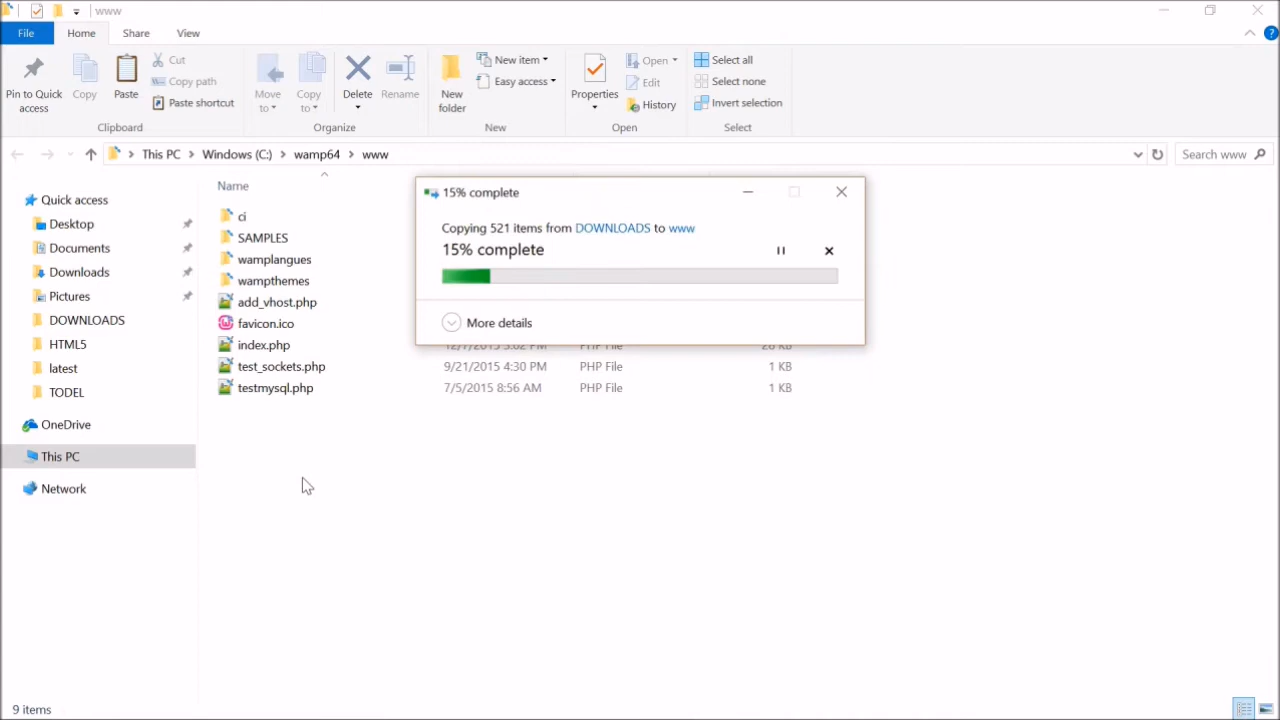 www
File Home Share View
Pin to Quick access
Copy
Paste
Cut
Copy path
Paste shortcut
Clipboard
Move to
Copy to
Delete
Rename
Organize
New folder
New item
Easy access
New
Properties
Open
Edit
History
Open
Select all
Select none
Invert selection
Select
This PC > Windows (C:) > wamp64 > www
Search www
Quick access
Desktop
Documents
Downloads
Pictures
DOWNLOADS
HTML5
latest
TODEL
OneDrive
This PC
Network
Name
ci
SAMPLES
wamplangues
wampthemes
add_vhost.php
favicon.ico
index.php
test_sockets.php 9/21/2015 4:30 PM PHP File 1 KB
testmysql.php 7/5/2015 8:56 AM PHP File 1 KB
15% complete
Copying 521 items from DOWNLOADS to www
15% complete
More details
9 items